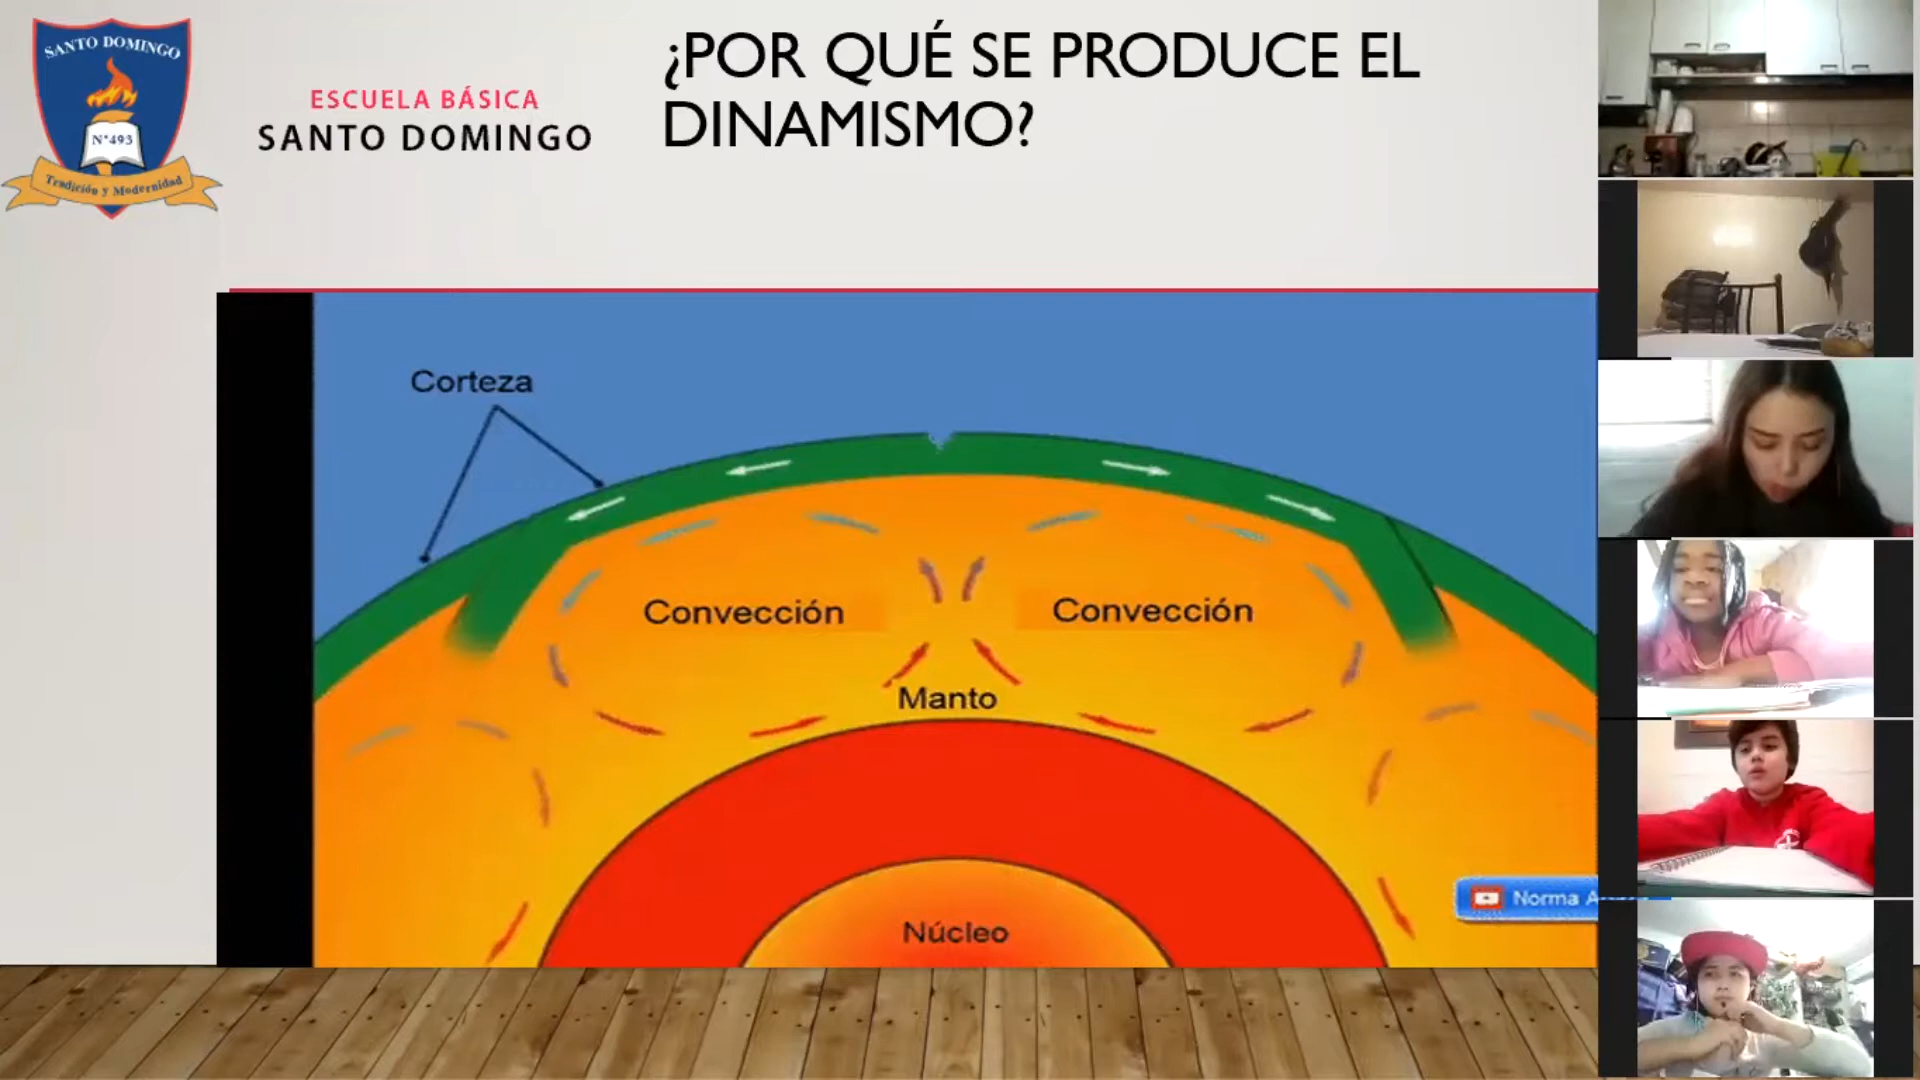 SANTO DOMINGO
N°493
Tradición y Modernidad
ESCUELA BÁSICA
SANTO DOMINGO
¿POR QUÉ SE PRODUCE EL
DINAMISMO?
Corteza
Convección
Convección
Manto
Núcleo
Norma